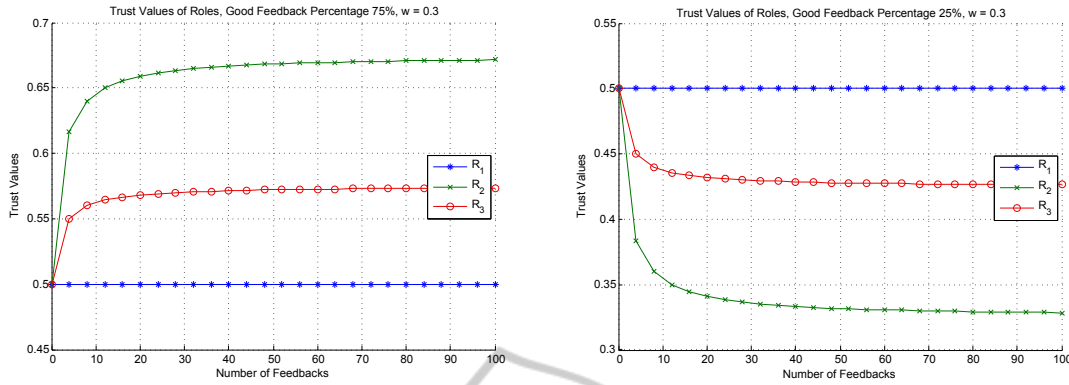 Trust Values of Roles, Good Feedback Percentage 75%, w = 0.3
0.7
0.65
0.6
0.55
0.5
0.45
Trust Values
R1
R2
R3
0 10 20 30 40 50 60 70 80 90 100
Number of Feedbacks
Trust Values of Roles, Good Feedback Percentage 25%, w = 0.3
0.55
0.5
0.45
0.4
0.35
0.3
Trust Values
R1
R2
R3
0 10 20 30 40 50 60 70 80 90 100
Number of Feedbacks